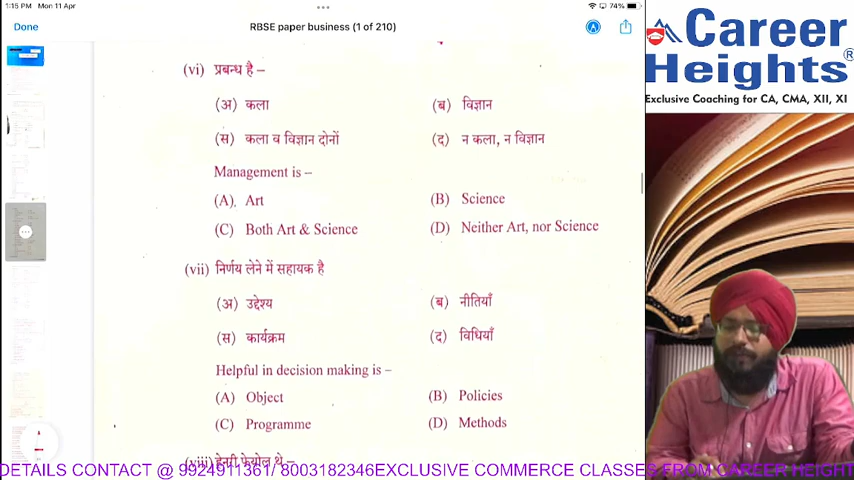 1:15 PM Mon 11 Apr
74%
Done
RBSE paper business (1 of 210)
Career
Heights®
Exclusive Coaching for CA, CMA, XII, XI
(vi) प्रबन्ध है –
(अ) कला
(ब) विज्ञान
(स) कला व विज्ञान दोनों
(द) न कला, न विज्ञान
Management is –
(A). Art
(B) Science
(C) Both Art & Science
(D) Neither Art, nor Science
(vii) निर्णय लेने में सहायक है
(अ) उद्देश्य
(ब) नीतियाँ
(स) कार्यक्रम
(द) विधियाँ
Helpful in decision making is –
(A) Object
(B) Policies
(C) Programme
(D) Methods
(viii) हेनरी फेयोल थे –
DETAILS CONTACT @ 9924911361/ 8003182346EXCLUSIVE COMMERCE CLASSES FROM CAREER HEIGHT